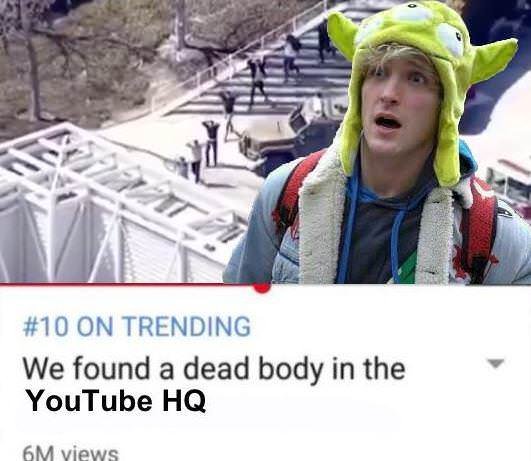 #10 ON TRENDING
We found a dead body in the
YouTube HQ
6M views